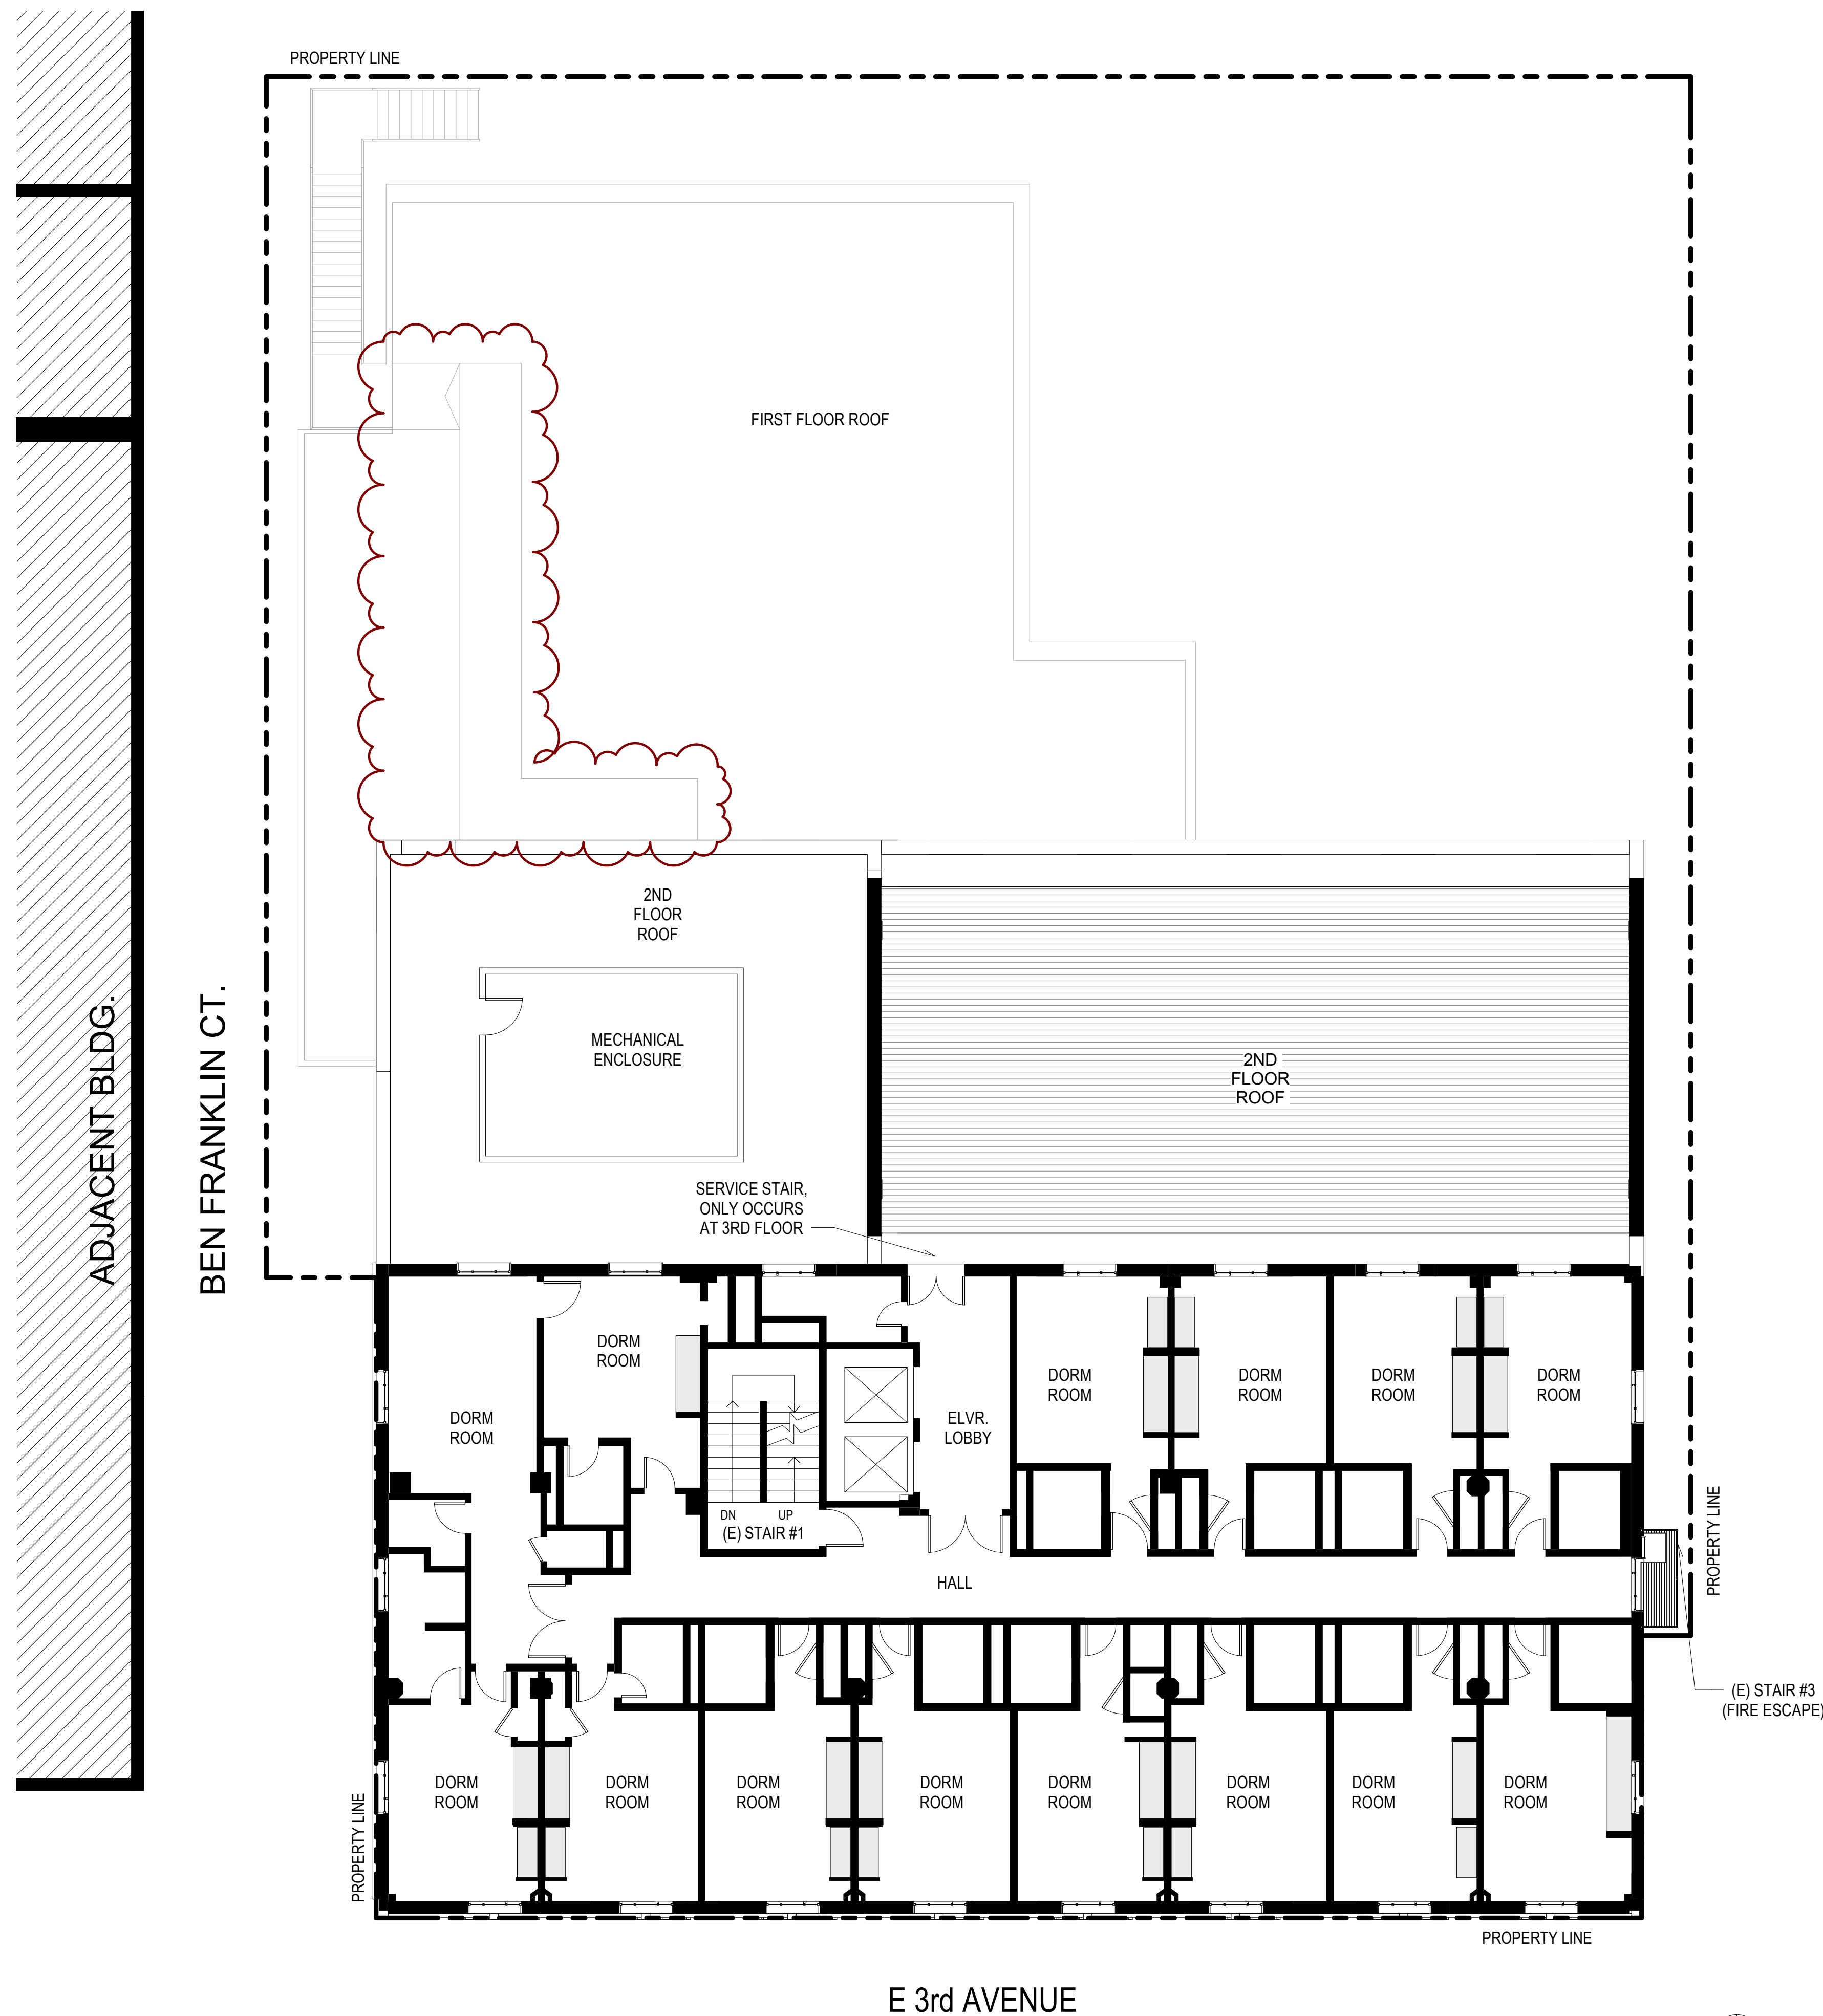 PROPERTY LINE
FIRST FLOOR ROOF
2ND
FLOOR
ROOF
MECHANICAL
ENCLOSURE
2ND
FLOOR
ROOF
ADJACENT BLDG.
BEN FRANKLIN CT.
SERVICE STAIR,
ONLY OCCURS
AT 3RD FLOOR
DORM
ROOM
DORM
ROOM
ELVR.
LOBBY
DORM
ROOM
DORM
ROOM
DORM
ROOM
DORM
ROOM
DN
UP
(E) STAIR #1
HALL
PROPERTY LINE
(E) STAIR #3
(FIRE ESCAPE)
DORM
ROOM
DORM
ROOM
DORM
ROOM
DORM
ROOM
DORM
ROOM
DORM
ROOM
DORM
ROOM
DORM
ROOM
PROPERTY LINE
PROPERTY LINE
E 3rd AVENUE